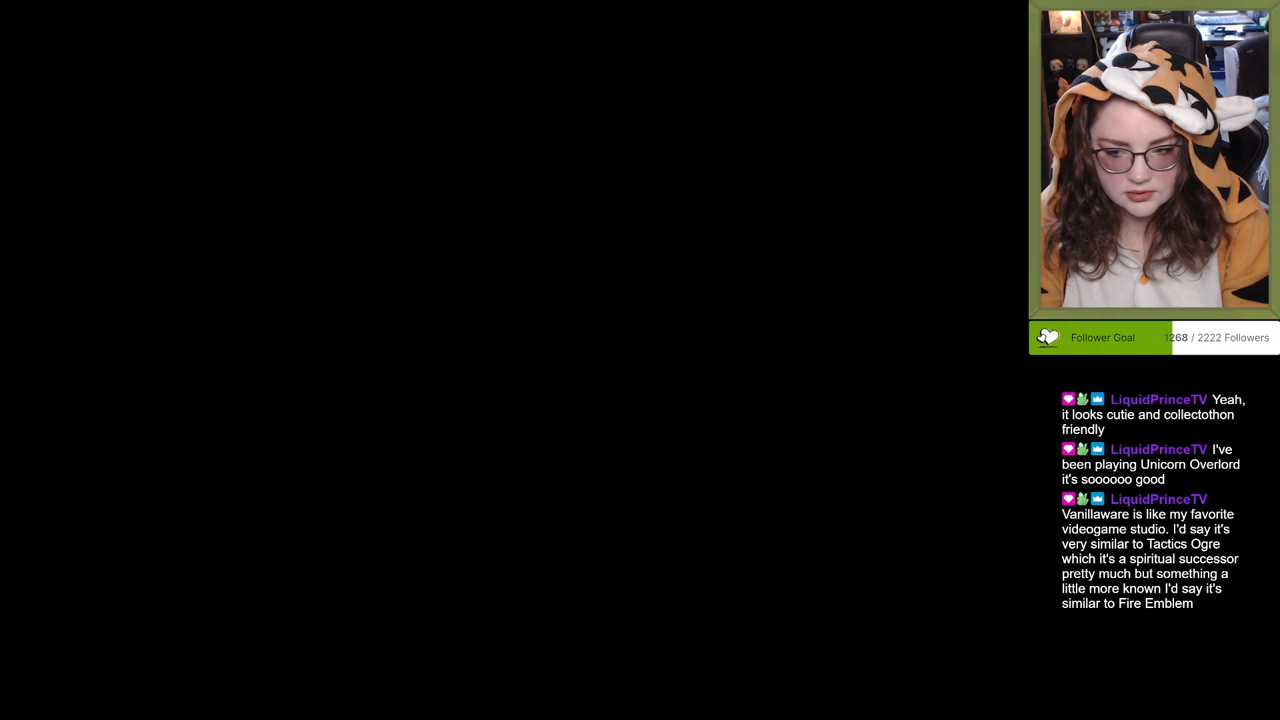 Follower Goal 1268 / 2222 Followers
LiquidPrinceTV Yeah,
it looks cutie and collectothon
friendly
LiquidPrinceTV I've
been playing Unicorn Overlord
it's soooooo good
LiquidPrinceTV
Vanillaware is like my favorite
videogame studio. I'd say it's
very similar to Tactics Ogre
which it's a spiritual successor
pretty much but something a
little more known I'd say it's
similar to Fire Emblem